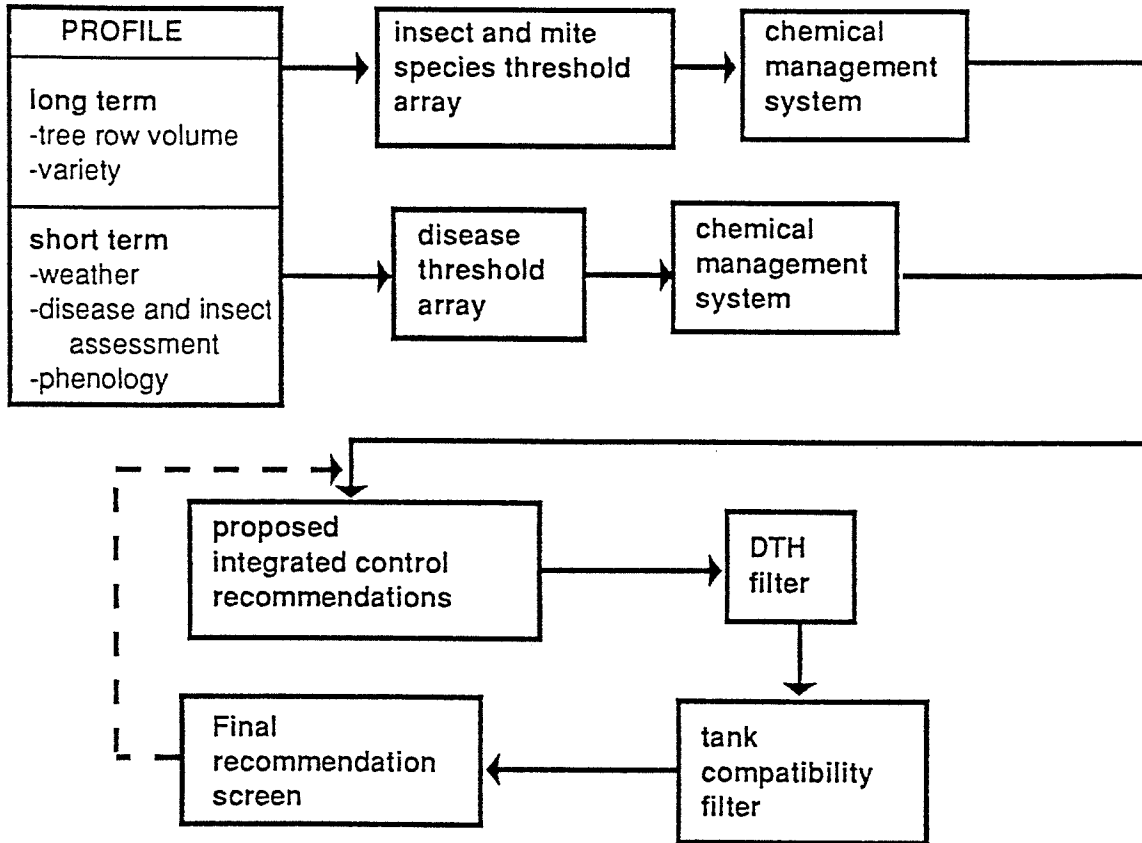 PROFILE
long term
-tree row volume
-variety
short term
-weather
-disease and insect
assessment
-phenology
insect and mite
species threshold
array
chemical
management
system
disease
threshold
array
chemical
management
system
proposed
integrated control
recommendations
DTH
filter
tank
compatibility
filter
Final
recommendation
screen